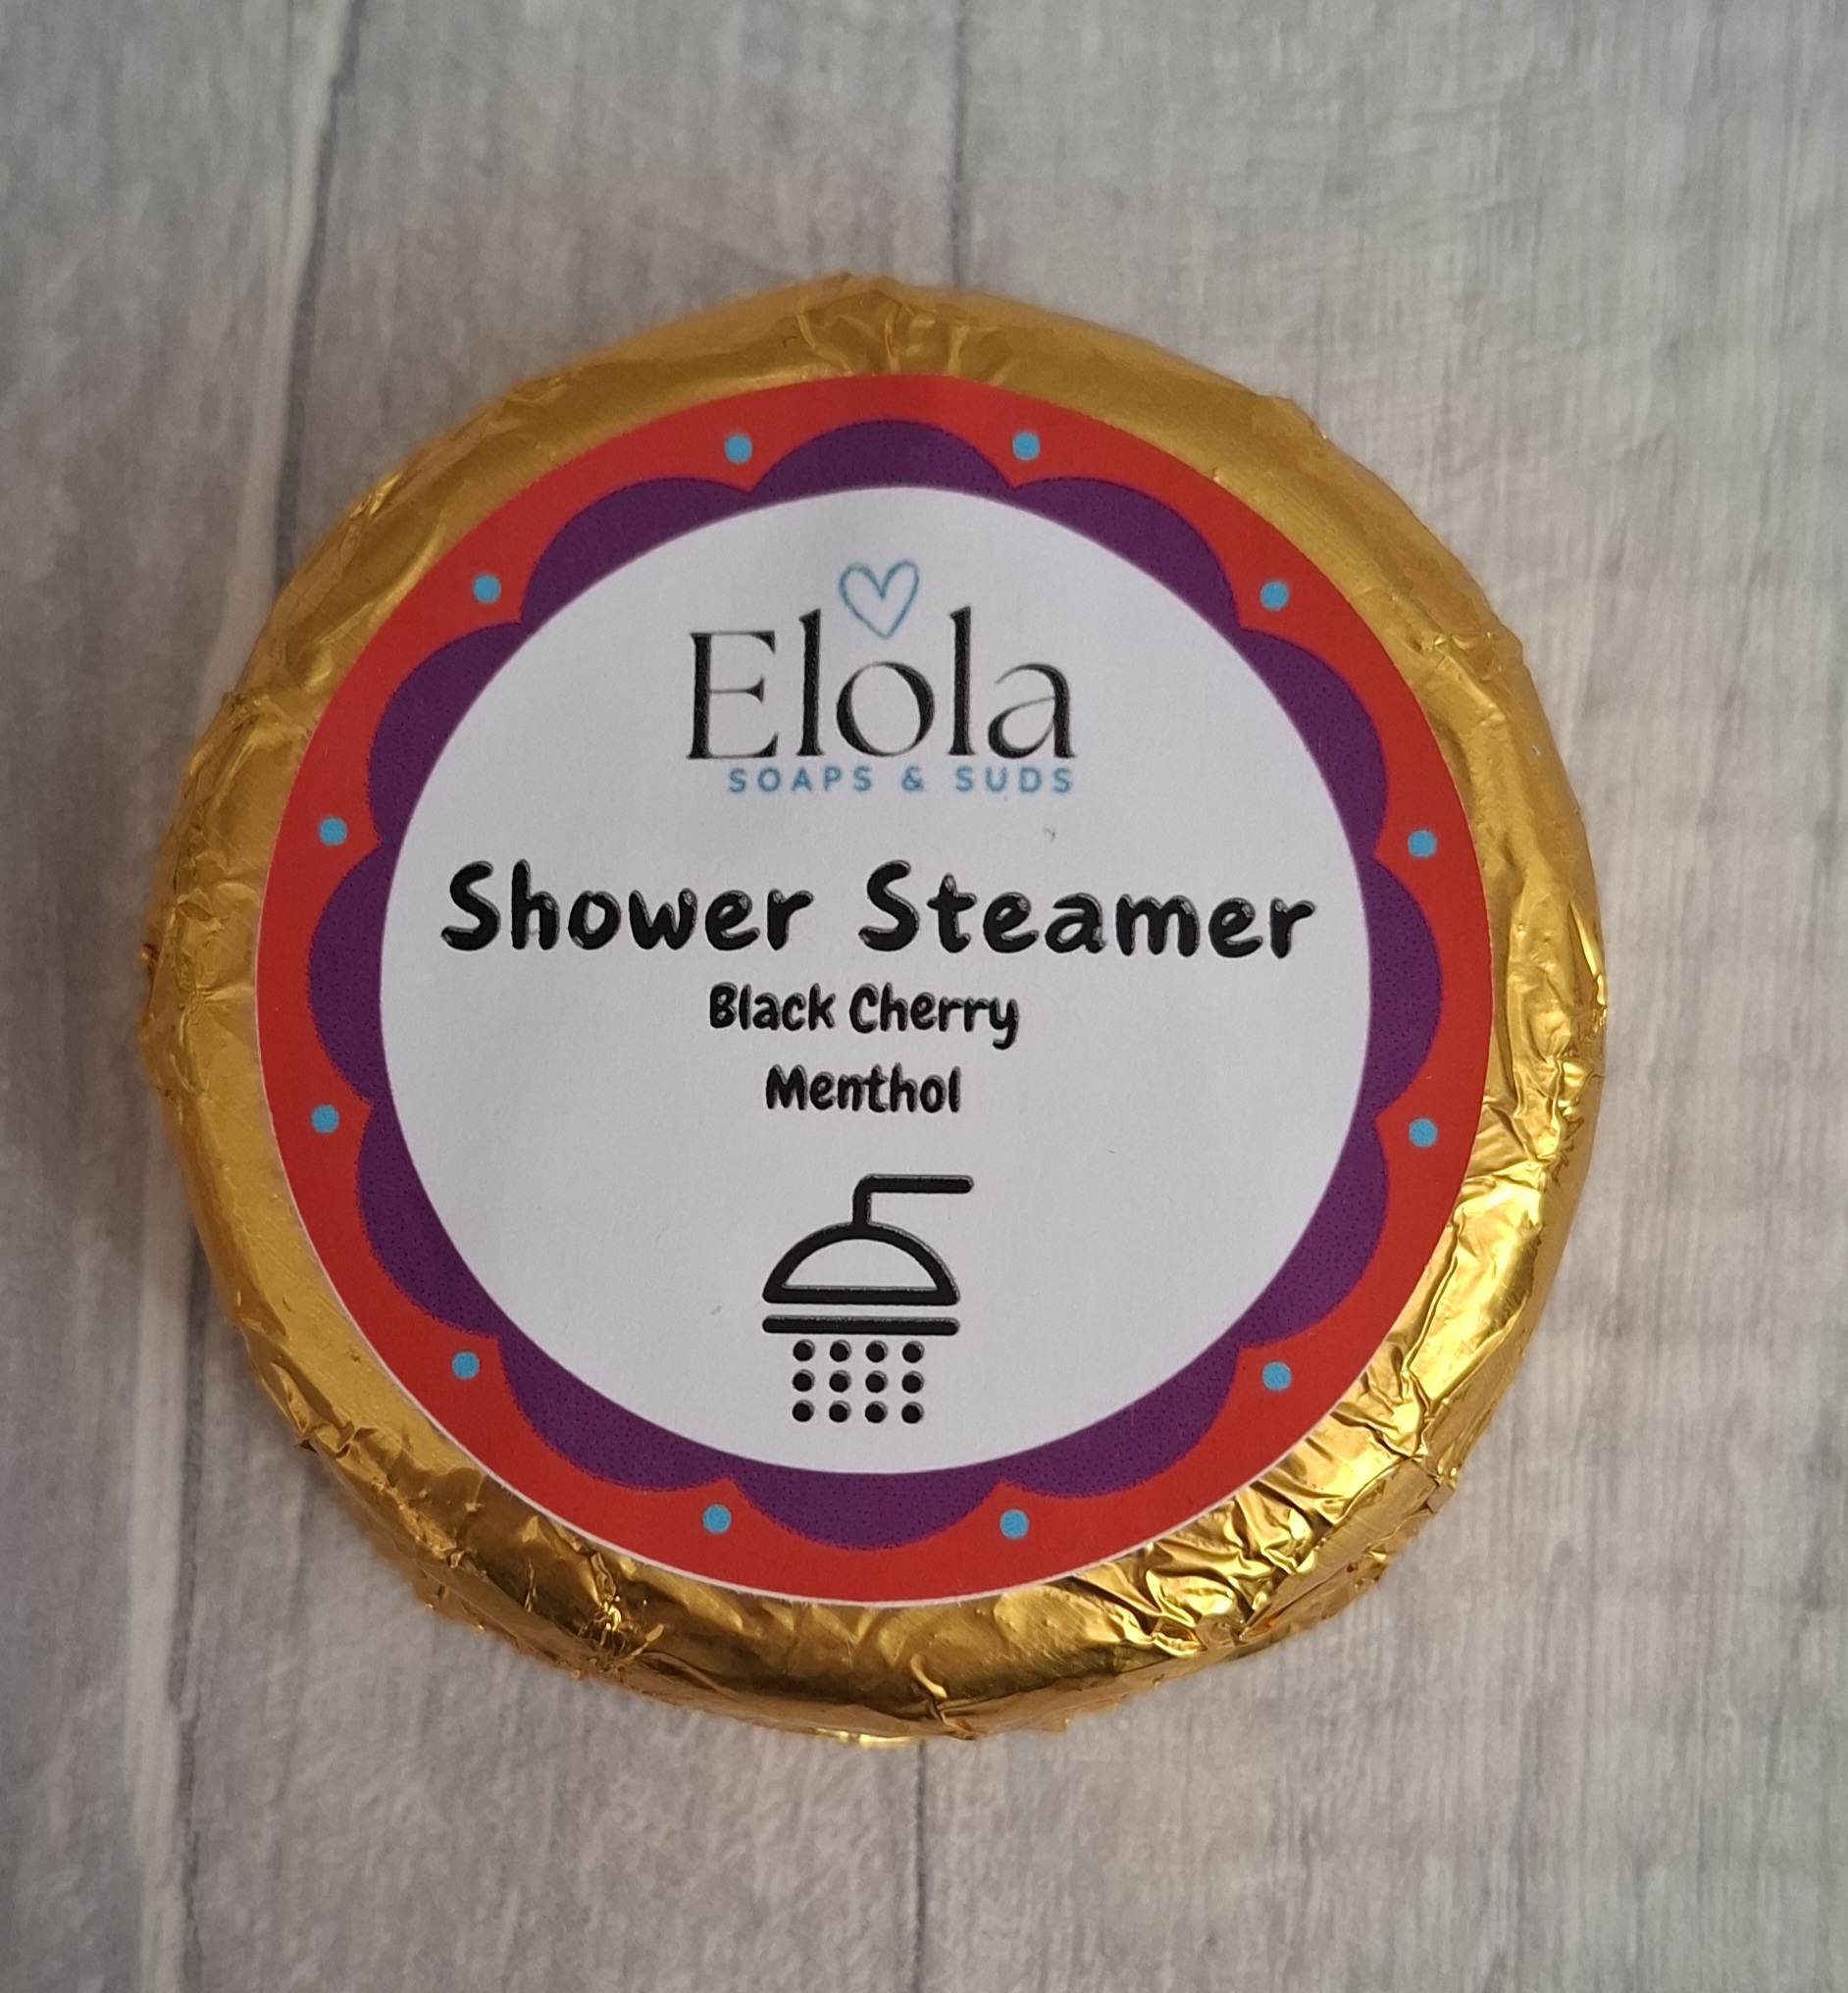 Elola
SOAPS & SUDS
Shower Steamer
Black Cherry
Menthol